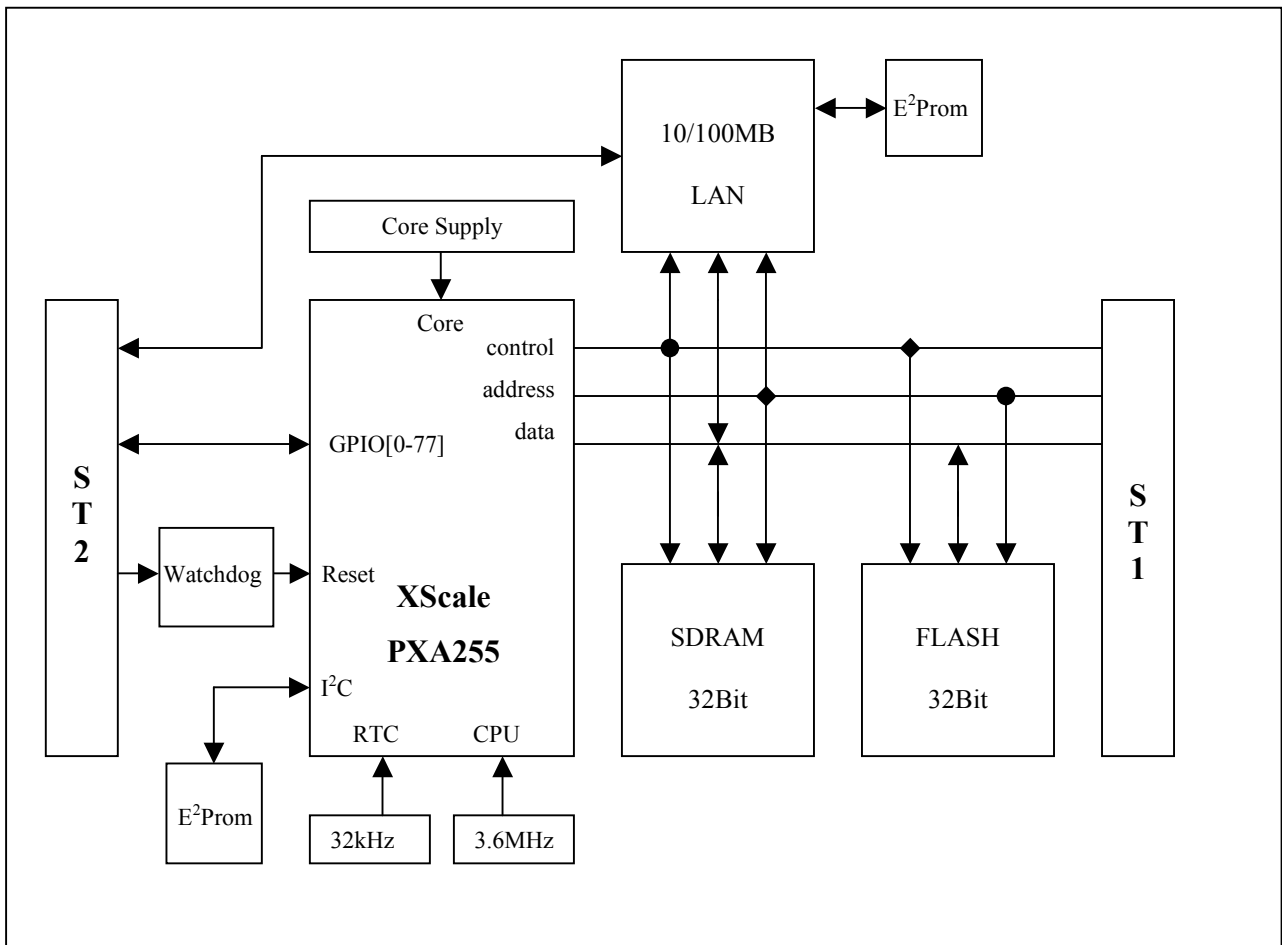 10/100MB
LAN
E²Prom
Core Supply
Core
control
address
data
GPIO[0-77]
S
T
2
Watchdog
Reset
XScale
PXA255
I²C
RTC
CPU
E²Prom
32kHz
3.6MHz
SDRAM
32Bit
FLASH
32Bit
S
T
1